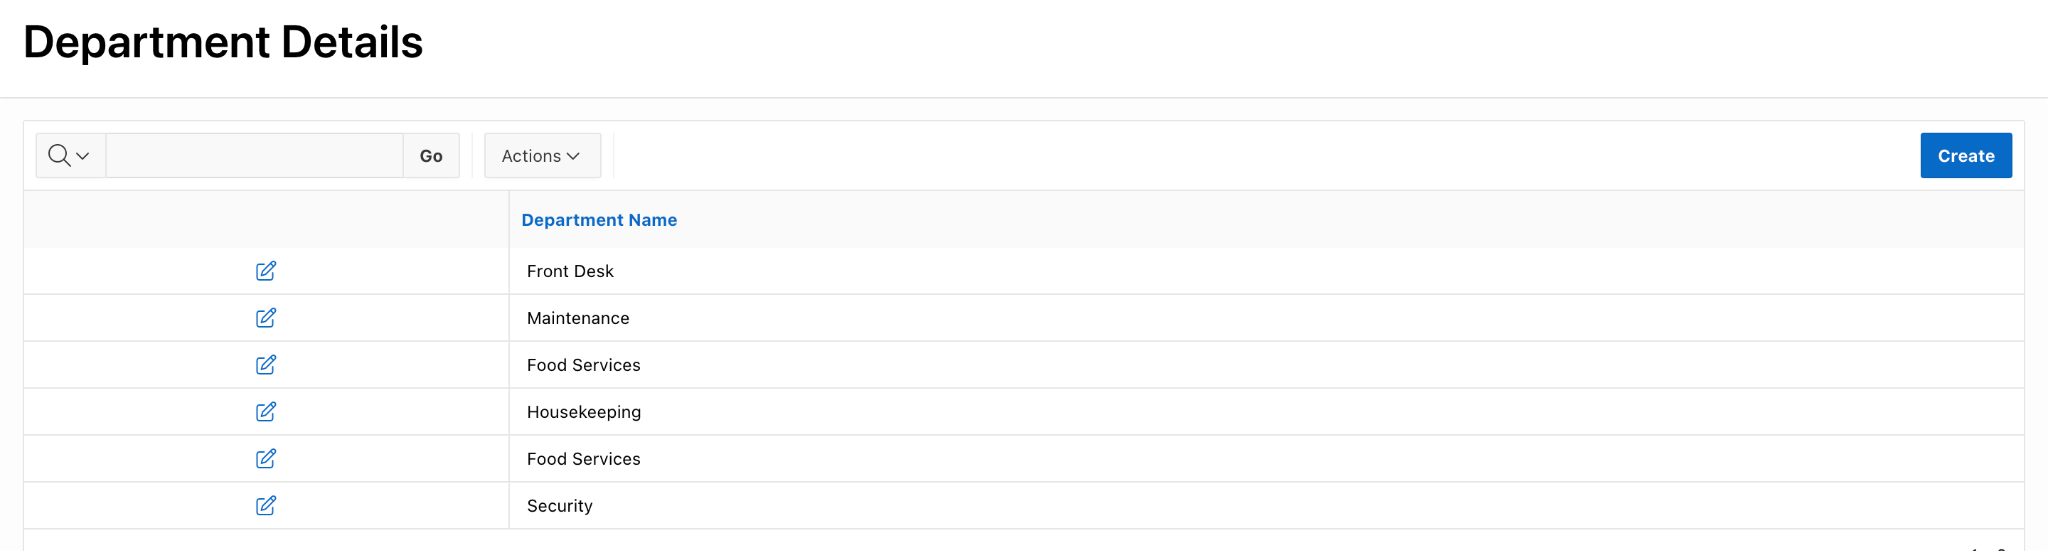 Department Details
Go
Actions
Create
Department Name
Front Desk
Maintenance
Food Services
Housekeeping
Food Services
Security